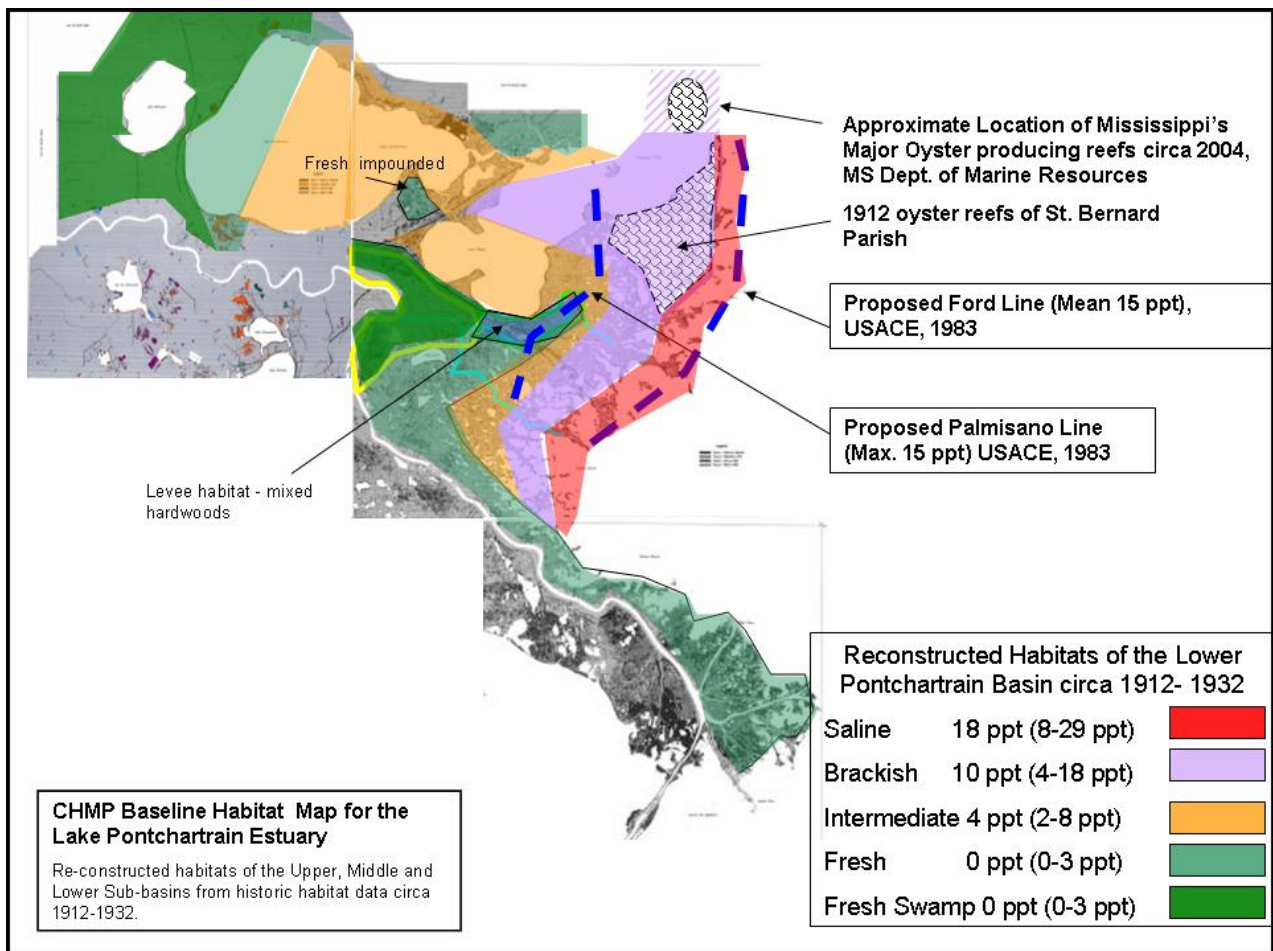 Approximate Location of Mississippi's
Major Oyster producing reefs circa 2004,
MS Dept. of Marine Resources
Fresh impounded
1912 oyster reefs of St. Bernard
Parish
Proposed Ford Line (Mean 15 ppt),
USACE, 1983
Proposed Palmisano Line
(Max. 15 ppt) USACE, 1983
Levee habitat - mixed
hardwoods
Reconstructed Habitats of the Lower
Pontchartrain Basin circa 1912- 1932
Saline 18 ppt (8-29 ppt)
Brackish 10 ppt (4-18 ppt)
Intermediate 4 ppt (2-8 ppt)
Fresh 0 ppt (0-3 ppt)
Fresh Swamp 0 ppt (0-3 ppt)
CHMP Baseline Habitat Map for the
Lake Pontchartrain Estuary
Re-constructed habitats of the Upper, Middle and
Lower Sub-basins from historic habitat data circa
1912-1932.